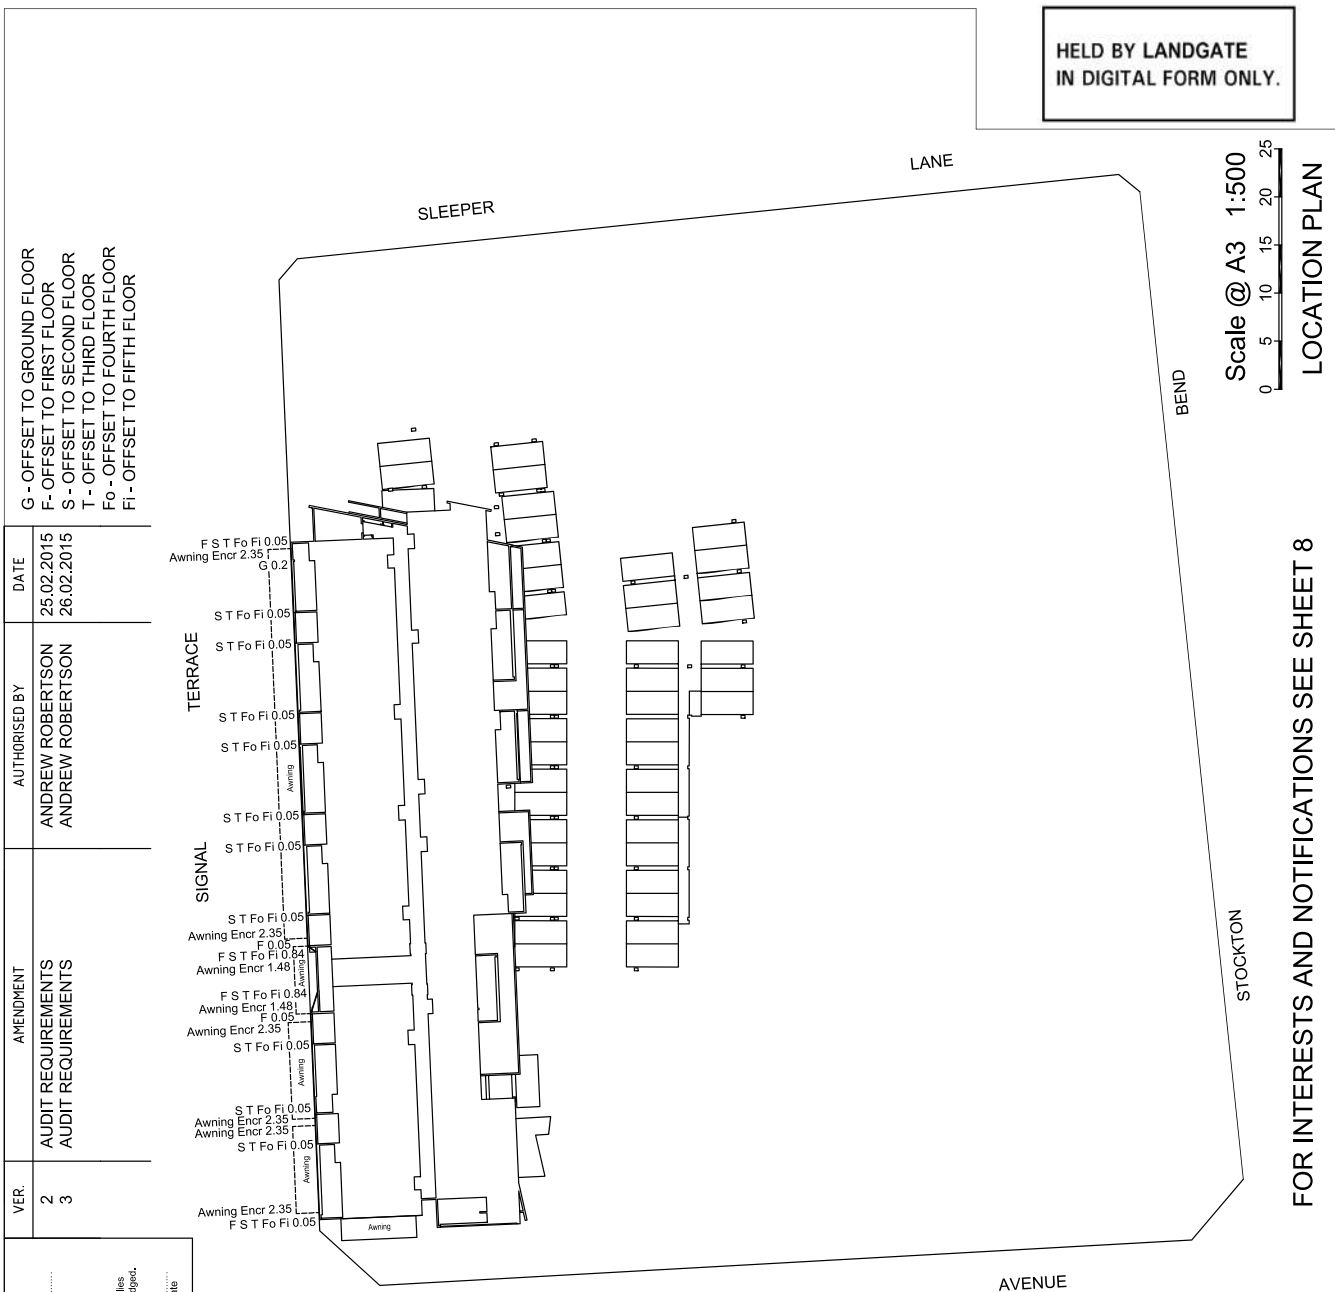 HELD BY LANDGATE
IN DIGITAL FORM ONLY.
G - OFFSET TO GROUND FLOOR
F- OFFSET TO FIRST FLOOR
S - OFFSET TO SECOND FLOOR
T - OFFSET TO THIRD FLOOR
Fo - OFFSET TO FOURTH FLOOR
Fi - OFFSET TO FIFTH FLOOR
VER. AMENDMENT AUTHORISED BY DATE
2 AUDIT REQUIREMENTS ANDREW ROBERTSON 25.02.2015
3 AUDIT REQUIREMENTS ANDREW ROBERTSON 26.02.2015
SLEEPER LANE
SIGNAL TERRACE
STOCKTON BEND
AVENUE
F S T Fo Fi 0.05
Awning Encr 2.35
G 0.2
S T Fo Fi 0.05
S T Fo Fi 0.05
S T Fo Fi 0.05
S T Fo Fi 0.05
Awning
S T Fo Fi 0.05
S T Fo Fi 0.05
S T Fo Fi 0.05
Awning Encr 2.35
F 0.05
F S T Fo Fi 0.84
Awning Encr 1.48
Awning
F S T Fo Fi 0.84
Awning Encr 1.48
F 0.05
Awning Encr 2.35
S T Fo Fi 0.05
Awning
S T Fo Fi 0.05
Awning Encr 2.35
Awning Encr 2.35
S T Fo Fi 0.05
Awning
Awning Encr 2.35
F S T Fo Fi 0.05
Awning
Scale @ A3 1:500
0 5 10 15 20 25
LOCATION PLAN
FOR INTERESTS AND NOTIFICATIONS SEE SHEET 8